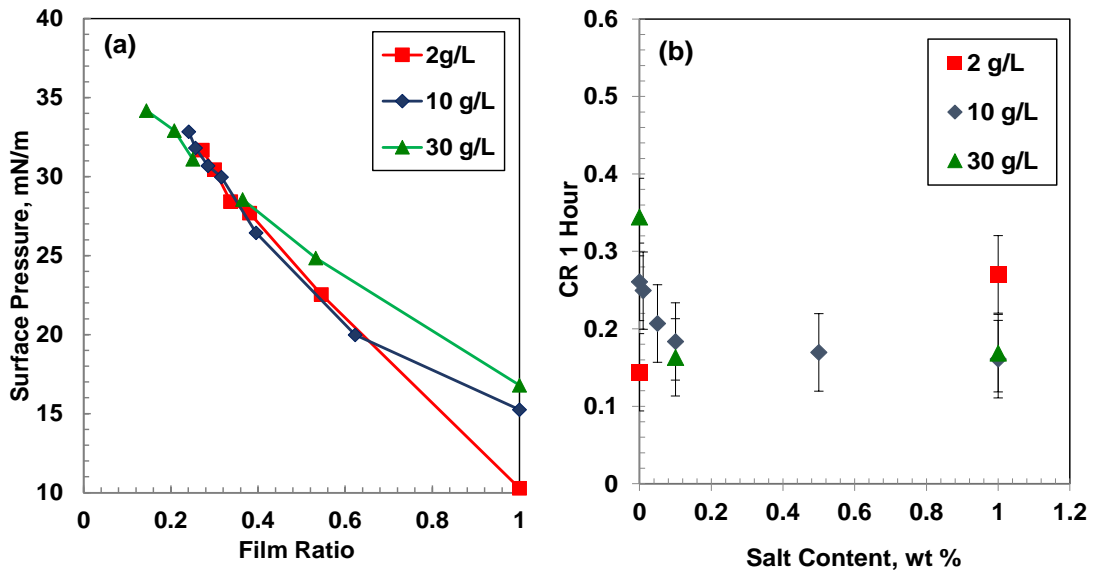 (a)
2g/L
10 g/L
30 g/L
40
35
30
25
20
15
10
0
0.2
0.4
0.6
0.8
1
Surface Pressure, mN/m
Film Ratio
(b)
2 g/L
10 g/L
30 g/L
0.6
0.5
0.4
0.3
0.2
0.1
0
0
0.2
0.4
0.6
0.8
1
1.2
CR 1 Hour
Salt Content, wt %